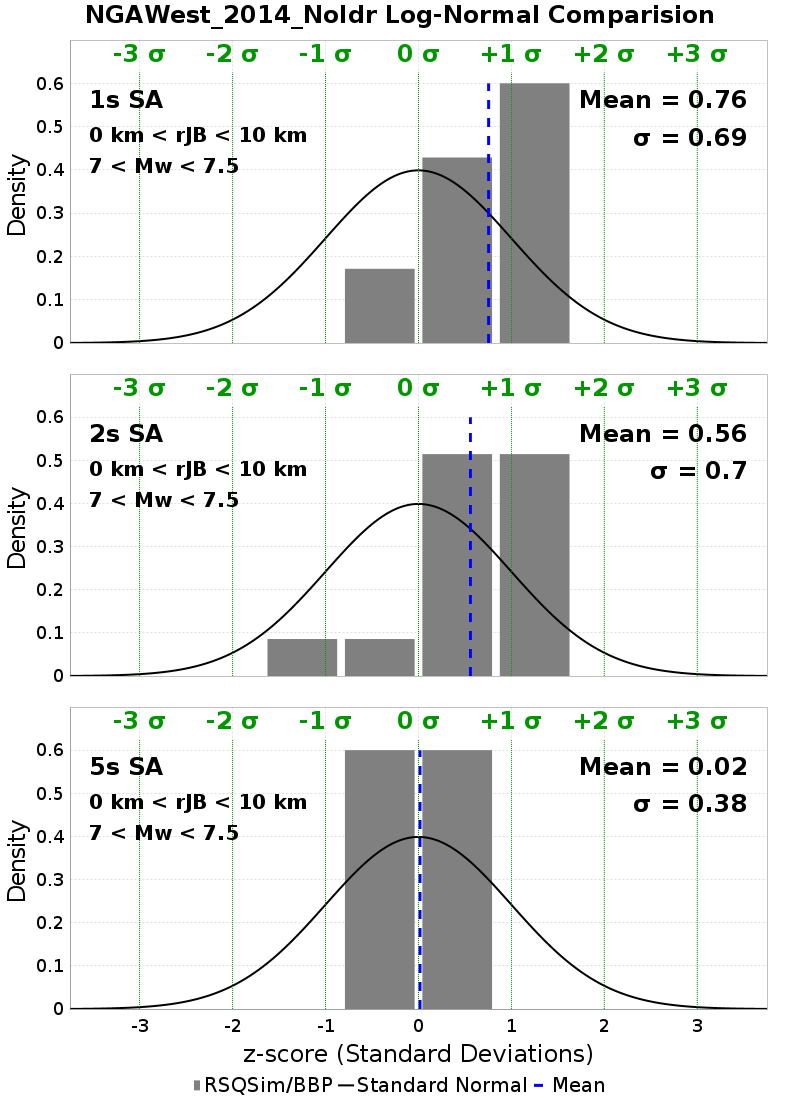 NGAWest_2014_NoIdr Log-Normal Comparision
-3 σ -2 σ -1 σ 0 σ +1 σ +2 σ +3 σ
0.6
0.5
0.4
0.3
0.2
0.1
0
Density
1s SA
0 km < rJB < 10 km
7 < Mw < 7.5
Mean = 0.76
σ = 0.69
-3 σ -2 σ -1 σ 0 σ +1 σ +2 σ +3 σ
0.6
0.5
0.4
0.3
0.2
0.1
0
Density
2s SA
0 km < rJB < 10 km
7 < Mw < 7.5
Mean = 0.56
σ = 0.7
-3 σ -2 σ -1 σ 0 σ +1 σ +2 σ +3 σ
0.6
0.5
0.4
0.3
0.2
0.1
0
Density
5s SA
0 km < rJB < 10 km
7 < Mw < 7.5
Mean = 0.02
σ = 0.38
-3 -2 -1 0 1 2 3
z-score (Standard Deviations)
RSQSim/BBP Standard Normal Mean